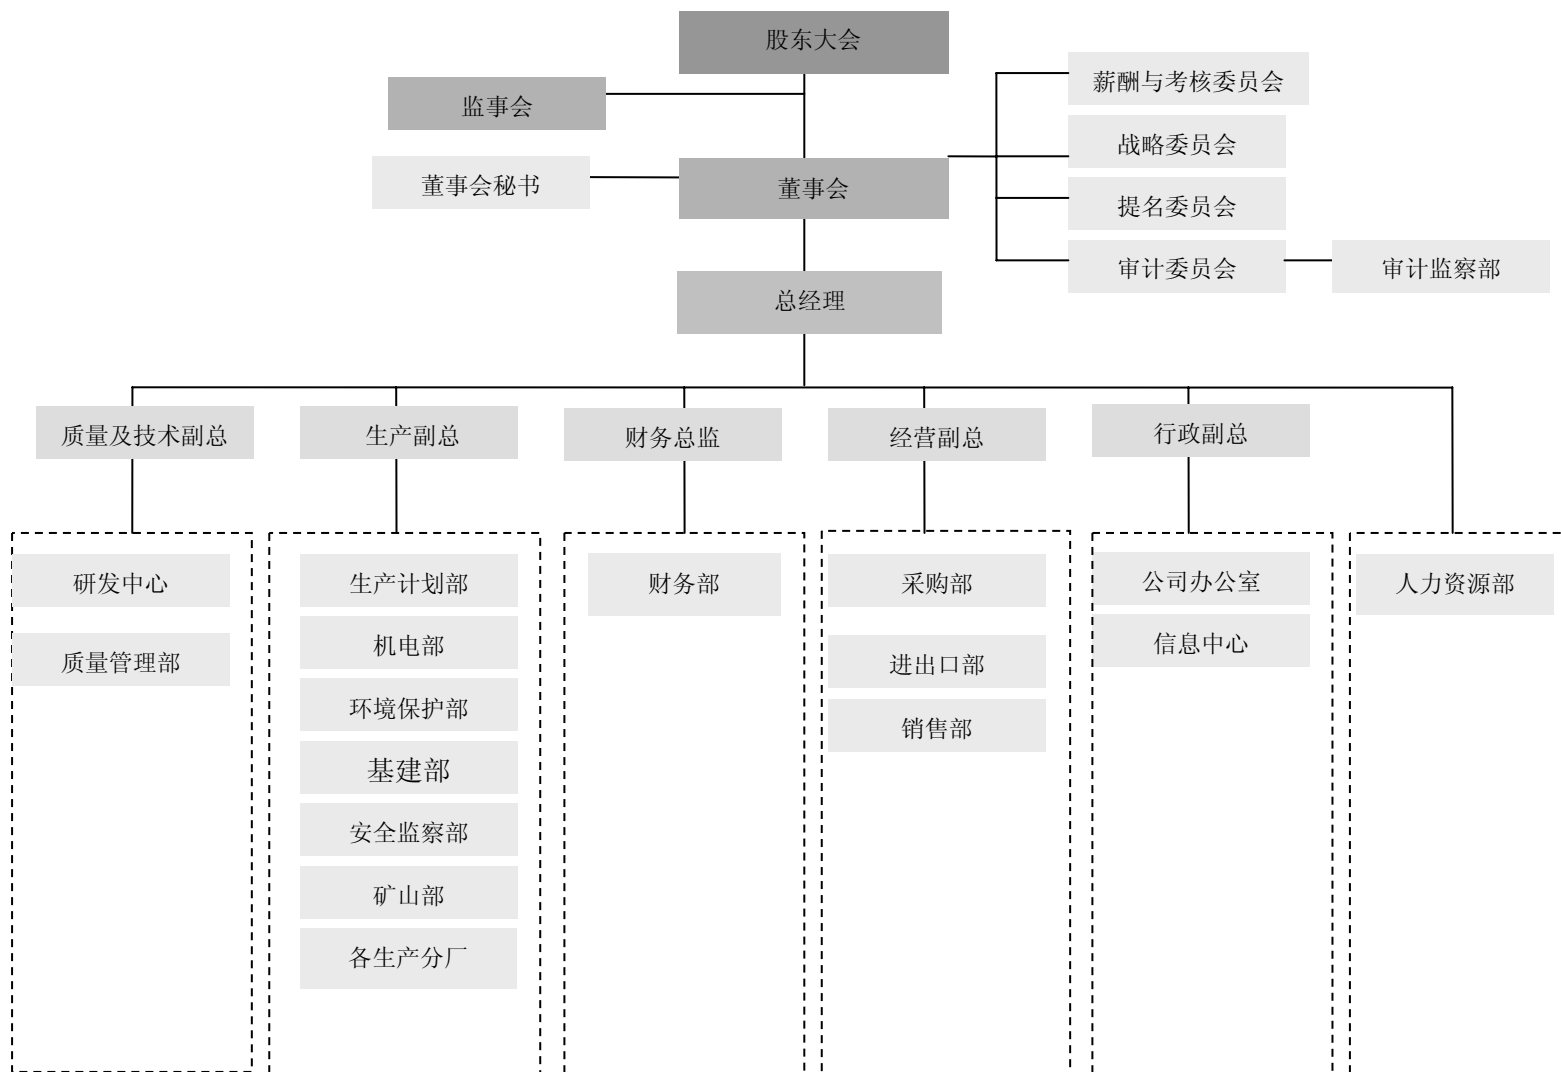 股东大会
监事会
薪酬与考核委员会
战略委员会
董事会秘书
董事会
提名委员会
审计委员会
审计监察部
总经理
质量及技术副总
生产副总
财务总监
经营副总
行政副总
研发中心
质量管理部
生产计划部
机电部
环境保护部
基建部
安全监察部
矿山部
各生产分厂
财务部
采购部
进出口部
销售部
公司办公室
信息中心
人力资源部